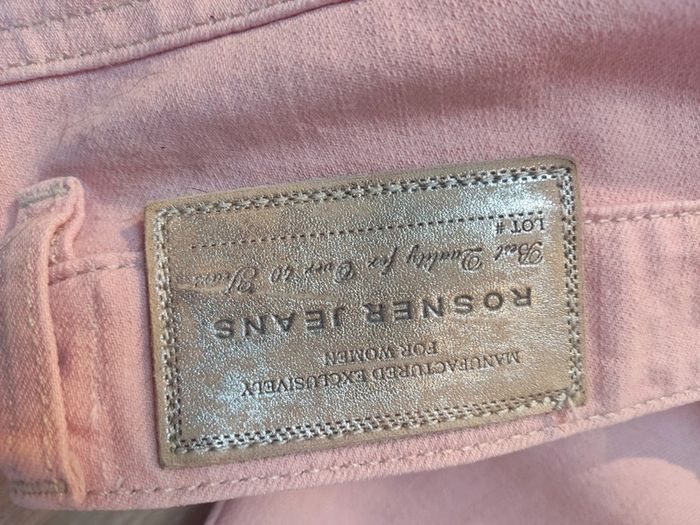 MANUFACTURED EXCLUSIVELY
FOR WOMEN
ROSNER JEANS
Best Quality for Over 40 Years
LOT #